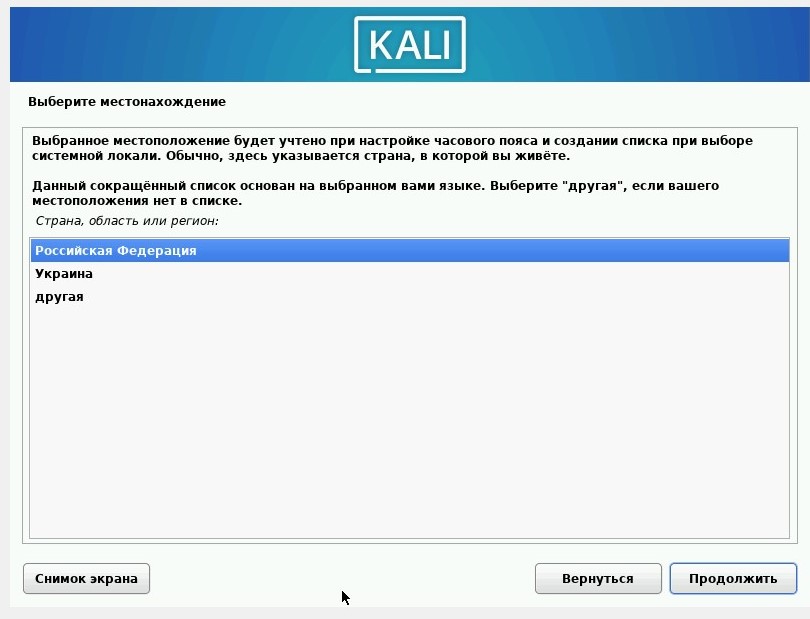 KALI
Выберите местонахождение
Выбранное местоположение будет учтено при настройке часового пояса и создании списка при выборе
системной локали. Обычно, здесь указывается страна, в которой вы живёте.
Данный сокращённый список основан на выбранном вами языке. Выберите "другая", если вашего
местоположения нет в списке.
Страна, область или регион:
Российская Федерация
Украина
другая
Снимок экрана
Вернуться
Продолжить